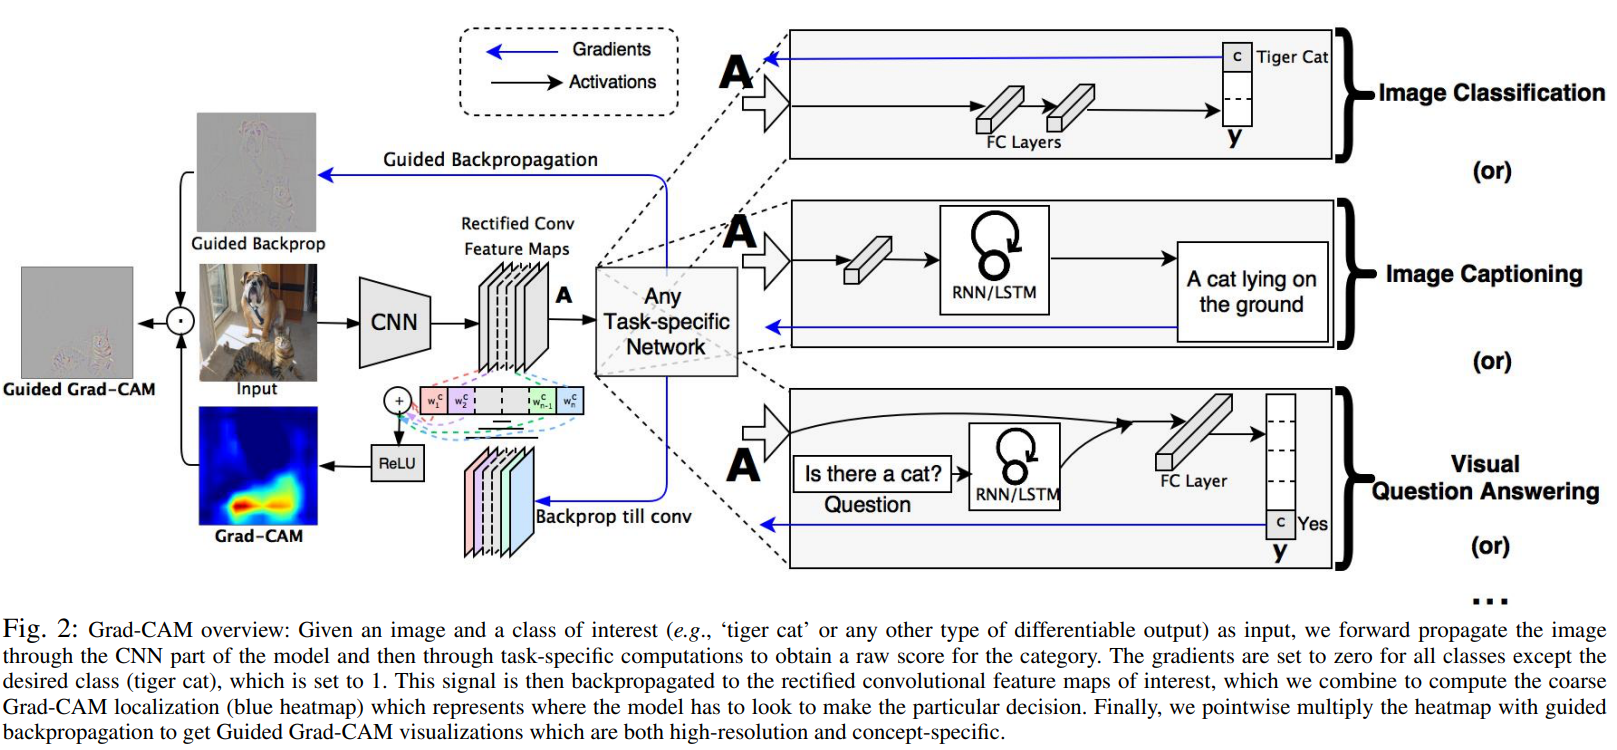 Gradients
Activations
A
c Tiger Cat
FC Layers
y
Image Classification
(or)
Guided Backpropagation
Guided Backprop
Rectified Conv
Feature Maps
A
RNN/LSTM
A cat lying on
the ground
Image Captioning
(or)
Input
CNN
A
Any
Task-specific
Network
Guided Grad-CAM
+
w1c w2c wn-1c wnc
=
ReLU
Grad-CAM
Backprop till conv
A
Is there a cat?
Question
RNN/LSTM
FC Layer
c Yes
y
Visual
Question Answering
(or)
...
Fig. 2: Grad-CAM overview: Given an image and a class of interest (e.g., ‘tiger cat’ or any other type of differentiable output) as input, we forward propagate the image
through the CNN part of the model and then through task-specific computations to obtain a raw score for the category. The gradients are set to zero for all classes except the
desired class (tiger cat), which is set to 1. This signal is then backpropagated to the rectified convolutional feature maps of interest, which we combine to compute the coarse
Grad-CAM localization (blue heatmap) which represents where the model has to look to make the particular decision. Finally, we pointwise multiply the heatmap with guided
backpropagation to get Guided Grad-CAM visualizations which are both high-resolution and concept-specific.